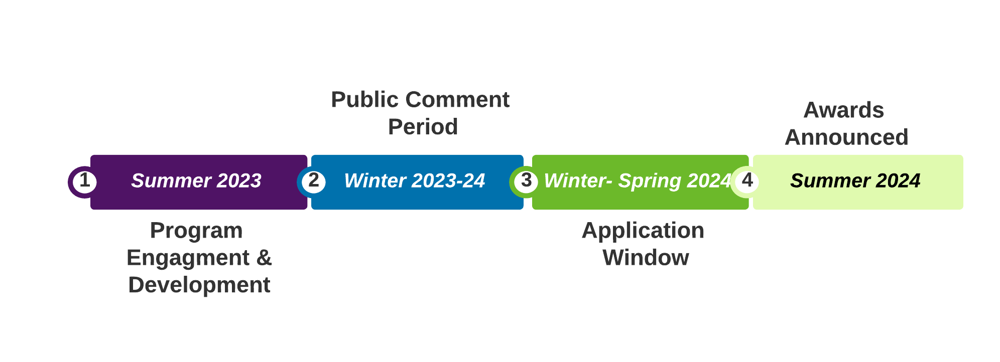 Public Comment
Period
Awards
Announced
1
Summer 2023
2
Winter 2023-24
3
Winter- Spring 2024
4
Summer 2024
Program
Engagment &
Development
Application
Window